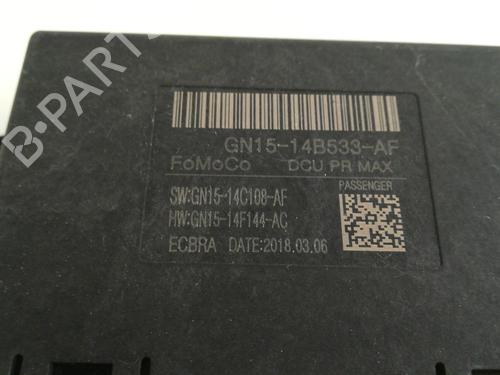 GN15-14B533-AF
FoMoCo DCU PR MAX
PASSENGER
SW:GN15-14C108-AF
HW:GN15-14F144-AC
ECBRA DATE:2018.03.06
B-PARTS